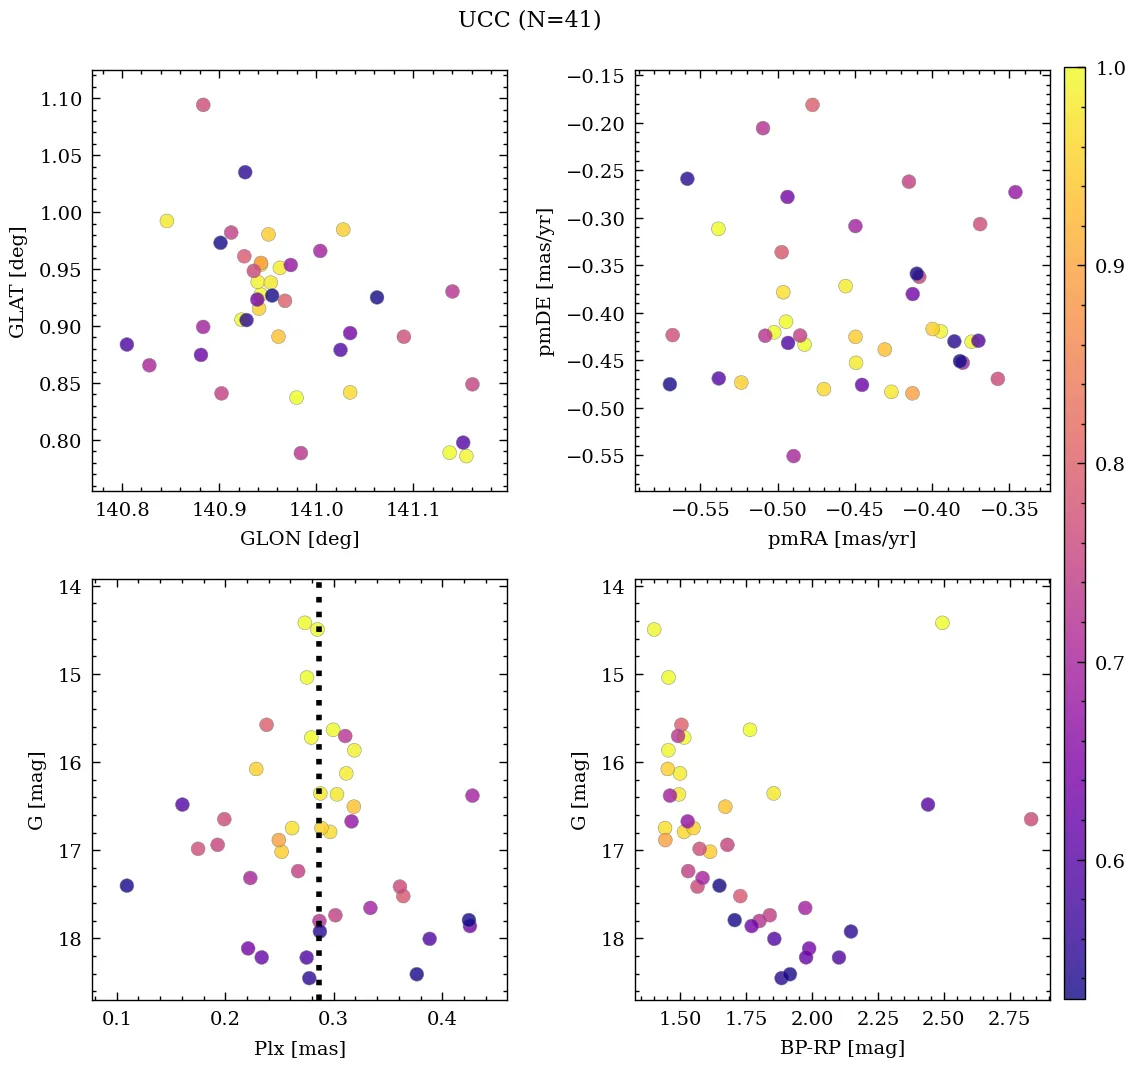 UCC (N=41)
1.10
1.05
1.00
0.95
0.90
0.85
0.80
GLAT [deg]
140.8 140.9 141.0 141.1
GLON [deg]
−0.15
−0.20
−0.25
−0.30
−0.35
−0.40
−0.45
−0.50
−0.55
pmDE [mas/yr]
−0.55 −0.50 −0.45 −0.40 −0.35
pmRA [mas/yr]
1.0
0.9
0.8
0.7
0.6
14
15
16
17
18
G [mag]
0.1 0.2 0.3 0.4
Plx [mas]
14
15
16
17
18
G [mag]
1.50 1.75 2.00 2.25 2.50 2.75
BP-RP [mag]